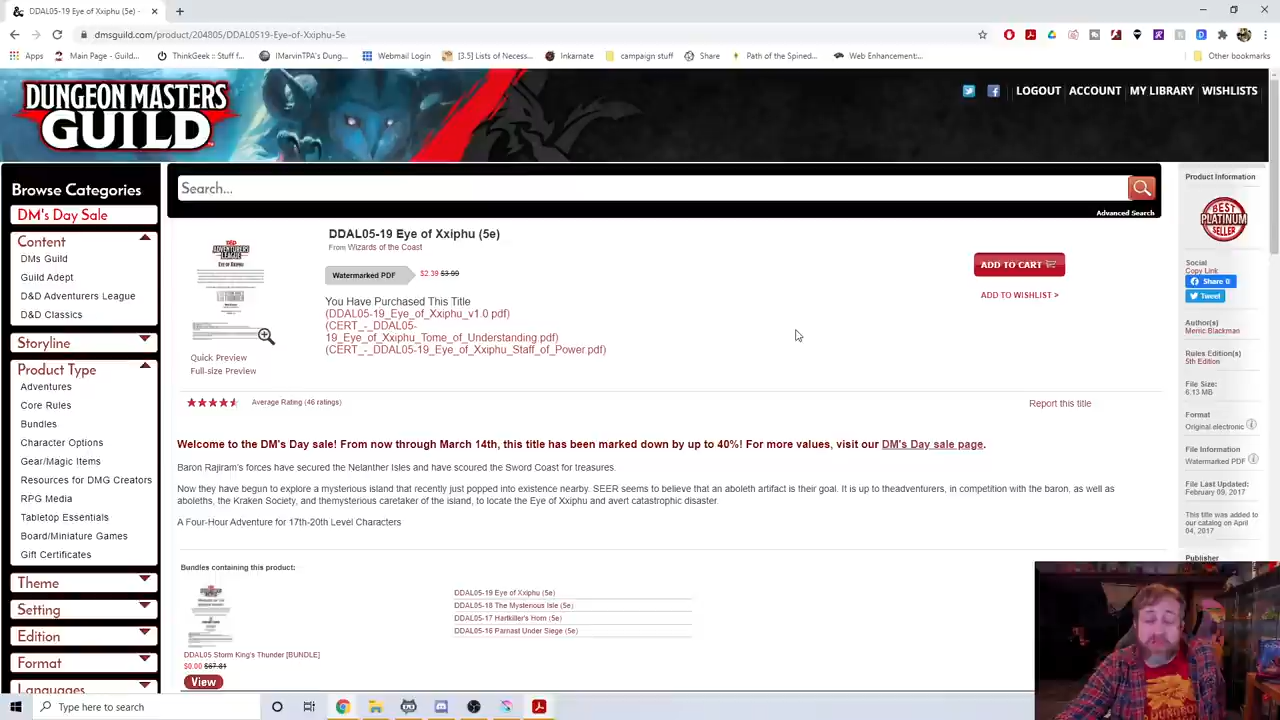 DDAL05-19 Eye of Xxiphu (5e)
dmsguild.com/product/204805/DDAL0519-Eye-of-Xxiphu-5e
Apps
Main Page - Guild...
ThinkGeek :: Stuff f...
IMarvinTPA's Dung...
Webmail Login
[3.5] Lists of Necess...
Inkarnate
campaign stuff
Share
Path of the Spined...
Web Enhancement:...
Other bookmarks
DUNGEON MASTERS
GUILD
LOGOUT ACCOUNT MY LIBRARY WISHLISTS
Browse Categories
DM's Day Sale
Content
DMs Guild
Guild Adept
D&D Adventurers League
D&D Classics
Storyline
Product Type
Adventures
Core Rules
Bundles
Character Options
Gear/Magic Items
Resources for DMG Creators
RPG Media
Tabletop Essentials
Board/Miniature Games
Gift Certificates
Theme
Setting
Edition
Format
Languages
Search...
Advanced Search
ADVENTURERS
LEAGUE
EYE OF XXIPHU
Quick Preview
Full-size Preview
DDAL05-19 Eye of Xxiphu (5e)
From Wizards of the Coast
Watermarked PDF $2.39 $3.99
You Have Purchased This Title
(DDAL05-19_Eye_of_Xxiphu_v1.0.pdf)
(CERT_-_DDAL05-
19_Eye_of_Xxiphu_Tome_of_Understanding.pdf)
(CERT_-_DDAL05-19_Eye_of_Xxiphu_Staff_of_Power.pdf)
ADD TO CART
ADD TO WISHLIST >
Average Rating (46 ratings)
Report this title
Welcome to the DM's Day sale! From now through March 14th, this title has been marked down by up to 40%! For more values, visit our DM's Day sale page.
Baron Rajiram's forces have secured the Nelanther Isles and have scoured the Sword Coast for treasures.
Now they have begun to explore a mysterious island that recently just popped into existence nearby. SEER seems to believe that an aboleth artifact is their goal. It is up to theadventurers, in competition with the baron, as well as
aboleths, the Kraken Society, and themysterious caretaker of the island, to locate the Eye of Xxiphu and avert catastrophic disaster.
A Four-Hour Adventure for 17th-20th Level Characters
Bundles containing this product:
DDAL05-19 Eye of Xxiphu (5e)
DDAL05-18 The Mysterious Isle (5e)
DDAL05-17 Hartkiller's Horn (5e)
DDAL05-16 Parnast Under Siege (5e)
DDAL05 Storm King's Thunder [BUNDLE]
$0.00 $67.81
View
Product Information
BEST
PLATINUM
SELLER
Social
Copy Link
Share 0
Tweet
Author(s)
Merric Blackman
Rules Edition(s)
5th Edition
File Size:
6.13 MB
Format
Original electronic
File Information
Watermarked PDF
File Last Updated:
February 09, 2017
This title was added to
our catalog on April
04, 2017.
Publisher
Type here to search
DUNGEON